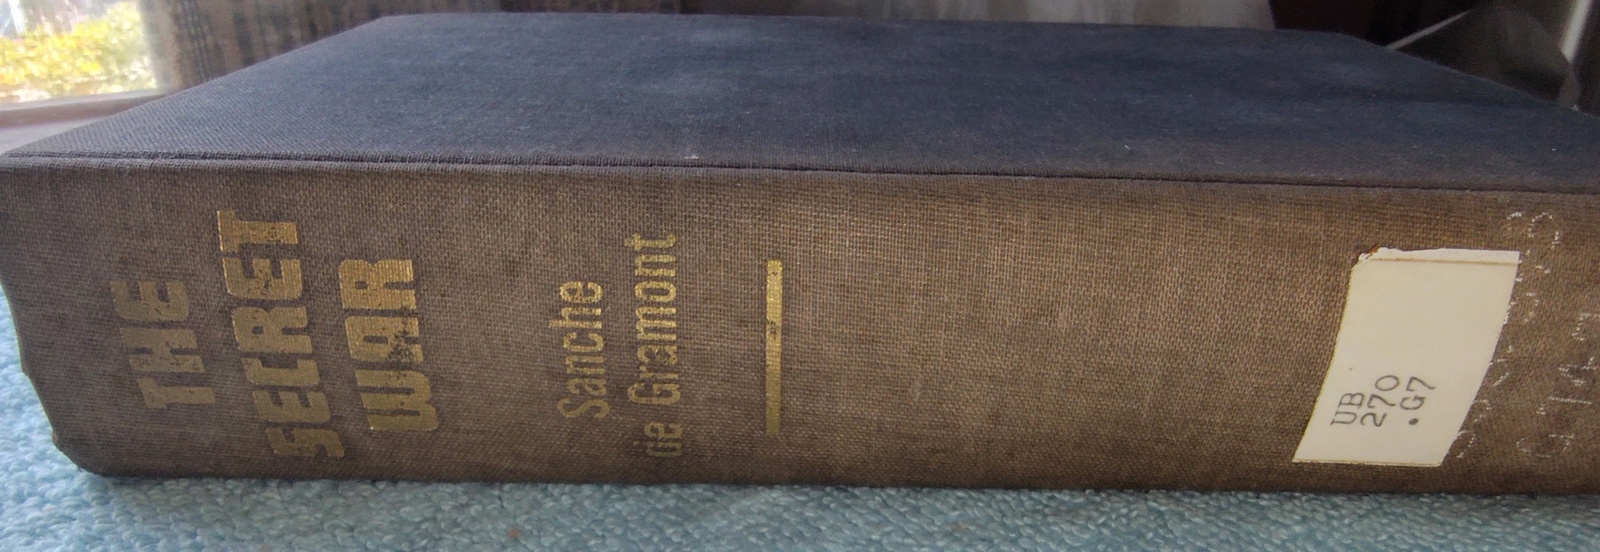 THE
SECRET
WAR
Sanche
de Gramont
UB
270
.G7